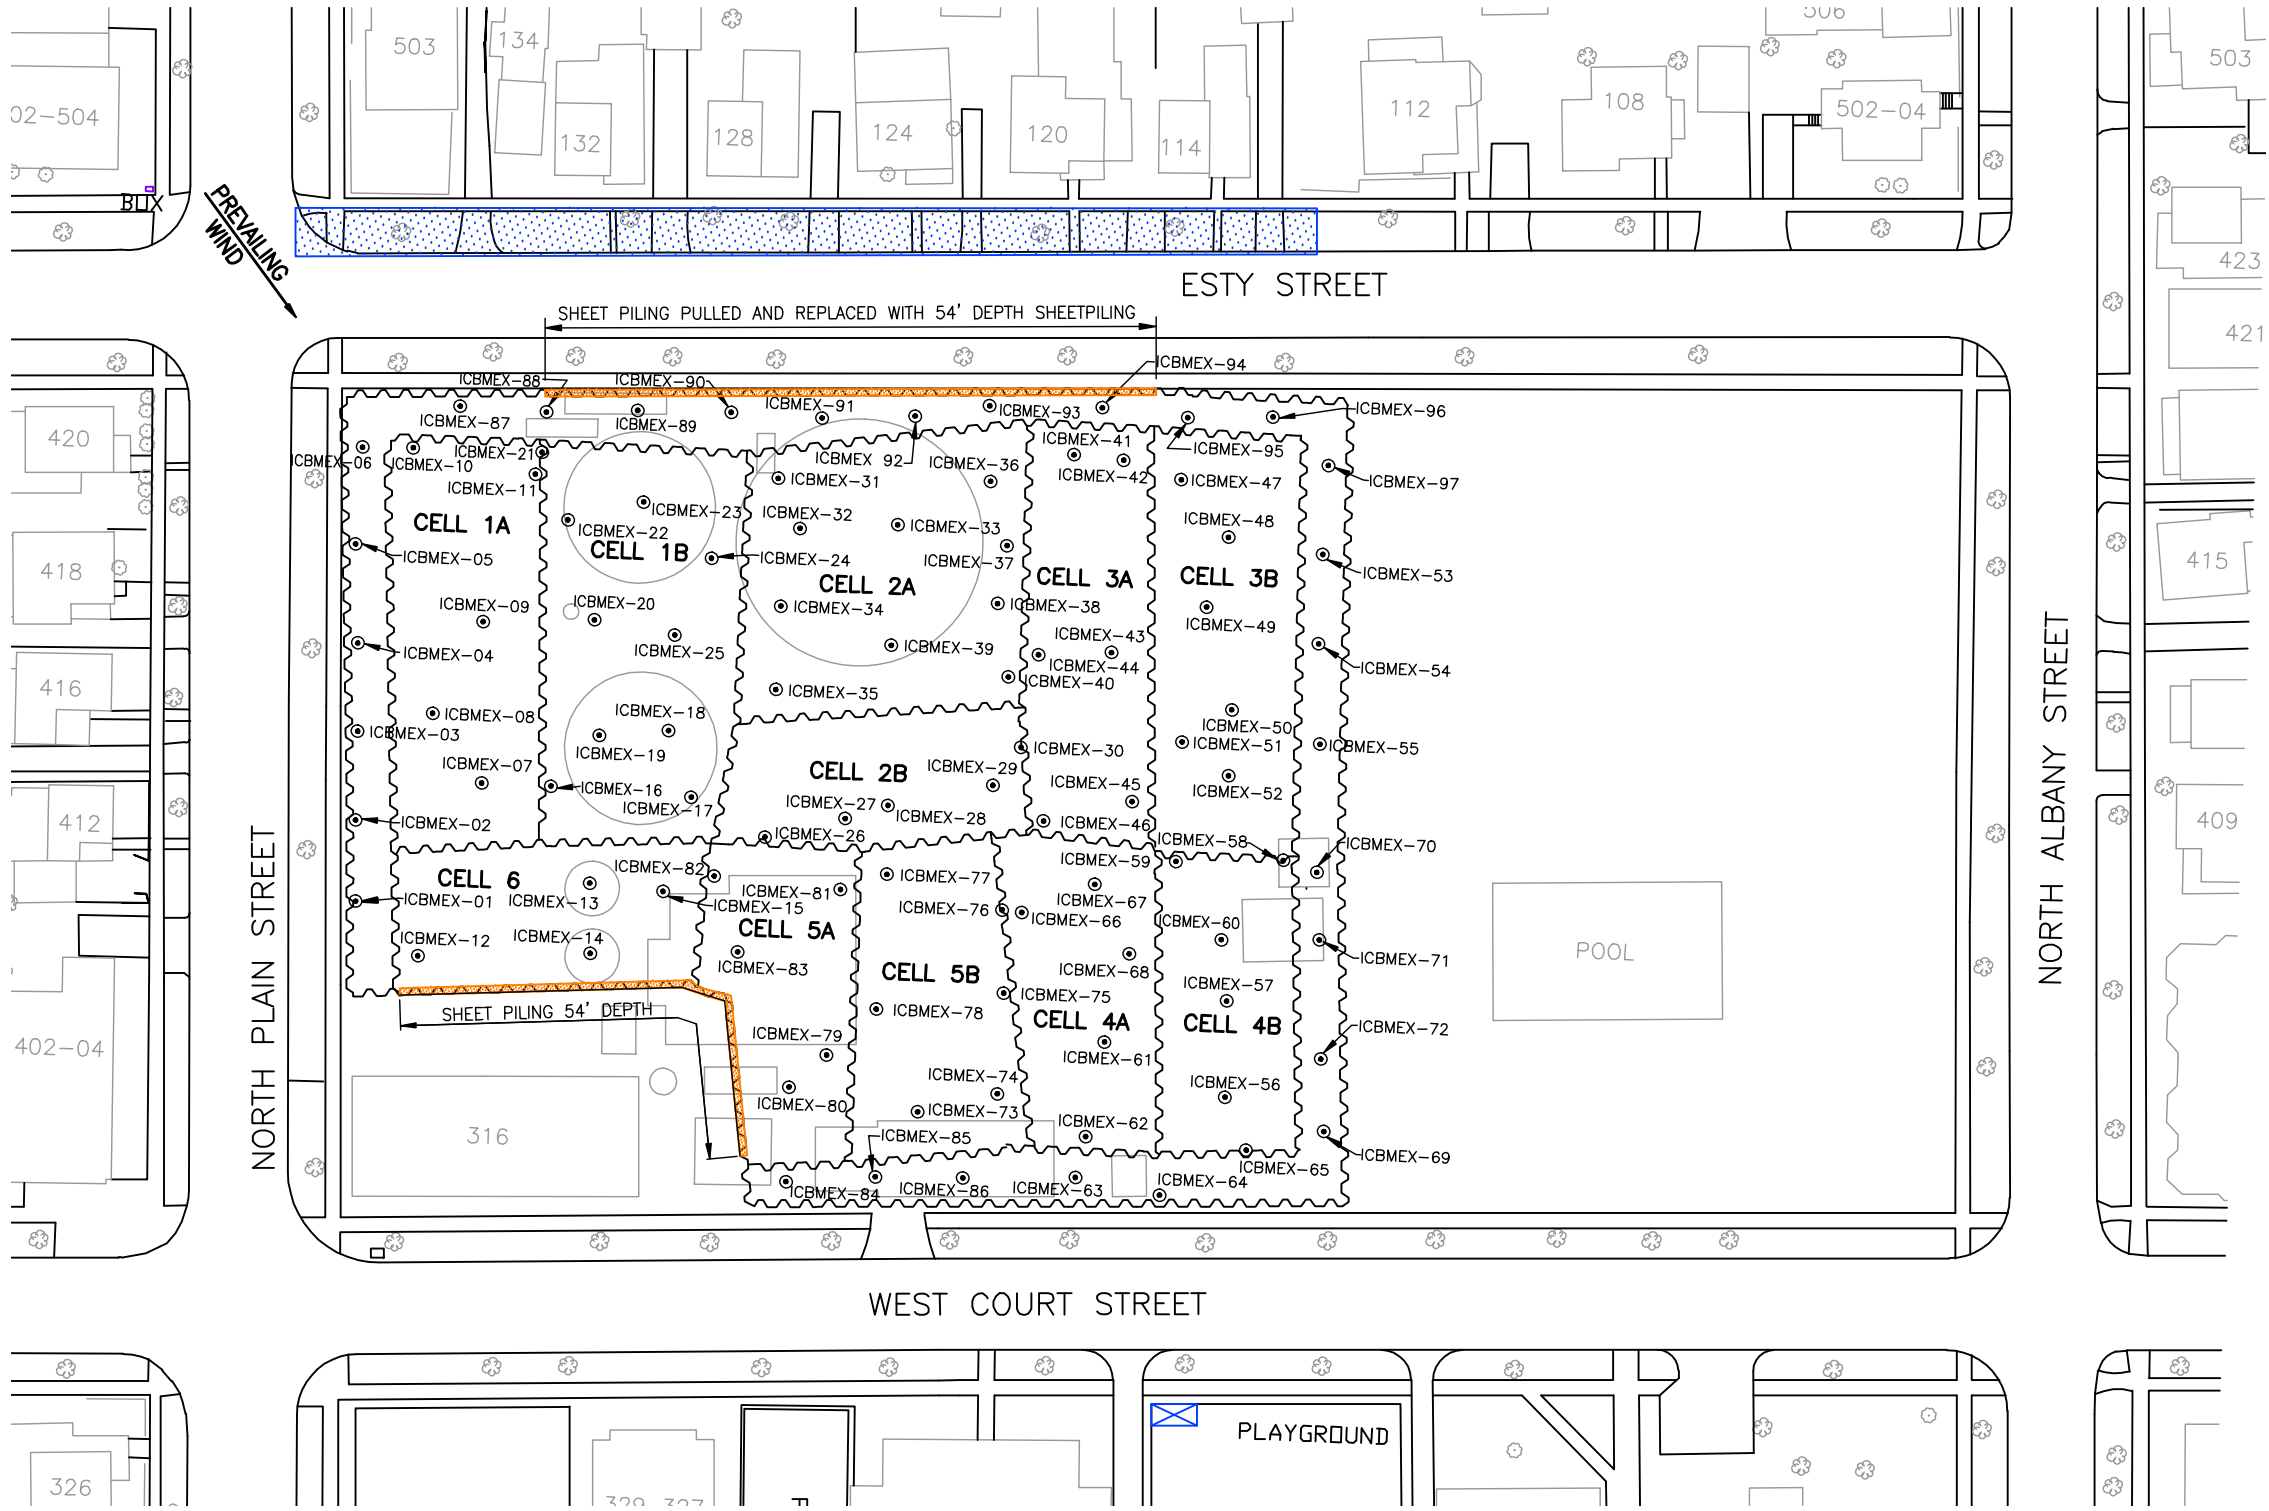 503
134
506
503
02-504
132
128
124
120
114
112
108
502-04
BOX
PREVAILING
WIND
423
ESTY STREET
SHEET PILING PULLED AND REPLACED WITH 54' DEPTH SHEETPILING
421
ICBMEX-94
ICBMEX-88
ICBMEX-90
ICBMEX-91
ICBMEX-93
ICBMEX-96
ICBMEX-87
ICBMEX-89
420
ICBMEX-41
ICBMEX-95
ICBMEX-06
ICBMEX-10
ICBMEX-21
ICBMEX 92
ICBMEX-36
ICBMEX-42
ICBMEX-47
ICBMEX-97
ICBMEX-11
ICBMEX-31
CELL 1A
ICBMEX-23
ICBMEX-32
ICBMEX-33
ICBMEX-48
ICBMEX-22
CELL 1B
ICBMEX-05
ICBMEX-24
ICBMEX-37
415
418
CELL 2A
CELL 3A
CELL 3B
ICBMEX-53
ICBMEX-09
ICBMEX-20
ICBMEX-34
ICBMEX-38
ICBMEX-49
ICBMEX-43
ICBMEX-04
ICBMEX-25
ICBMEX-39
ICBMEX-44
ICBMEX-54
416
ICBMEX-40
ICBMEX-35
ICBMEX-08
ICBMEX-18
ICBMEX-50
ICBMEX-03
ICBMEX-19
ICBMEX-30
ICBMEX-51
ICBMEX-55
ICBMEX-07
CELL 2B
ICBMEX-29
ICBMEX-45
ICBMEX-16
ICBMEX-52
ICBMEX-17
ICBMEX-27
ICBMEX-28
NORTH ALBANY STREET
412
ICBMEX-02
ICBMEX-26
ICBMEX-46
409
ICBMEX-58
ICBMEX-70
ICBMEX-82
ICBMEX-59
CELL 6
ICBMEX-77
ICBMEX-81
ICBMEX-01
ICBMEX-13
ICBMEX-15
ICBMEX-76
ICBMEX-67
ICBMEX-66
ICBMEX-60
NORTH PLAIN STREET
ICBMEX-12
ICBMEX-14
CELL 5A
POOL
ICBMEX-83
CELL 5B
ICBMEX-68
ICBMEX-71
ICBMEX-57
ICBMEX-75
SHEET PILING 54' DEPTH
ICBMEX-78
CELL 4A
CELL 4B
ICBMEX-72
402-04
ICBMEX-79
ICBMEX-61
ICBMEX-74
ICBMEX-56
ICBMEX-80
ICBMEX-73
316
ICBMEX-85
ICBMEX-62
ICBMEX-69
ICBMEX-65
ICBMEX-84
ICBMEX-86
ICBMEX-63
ICBMEX-64
WEST COURT STREET
PLAYGROUND
326
329-327